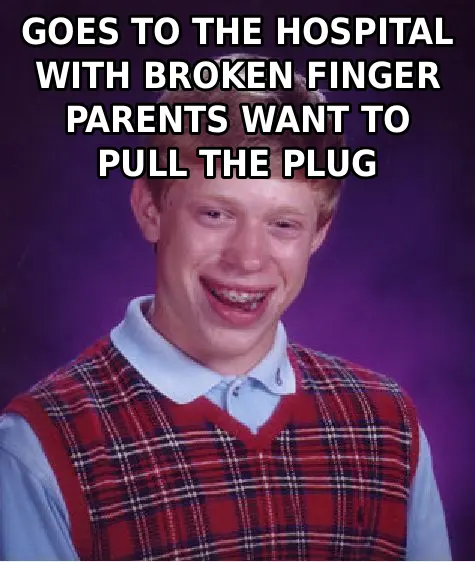 GOES TO THE HOSPITAL
WITH BROKEN FINGER
PARENTS WANT TO
PULL THE PLUG